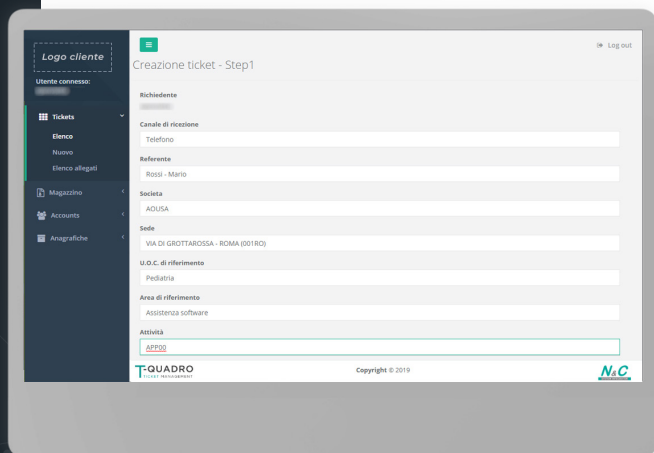 Logo cliente
Utente connesso:
Tickets
Elenco
Nuovo
Elenco allegati
Magazzino
Accounts
Anagrafiche
Log out
Creazione ticket - Step1
Richiedente
Canale di ricezione
Telefono
Referente
Rossi - Mario
Societa
AOUSA
Sede
VIA DI GROTTAROSSA - ROMA (001RO)
U.O.C. di riferimento
Pediatria
Area di riferimento
Assistenza software
Attività
APP00
T-QUADRO
TICKET MANAGEMENT
Copyright © 2019
N&C